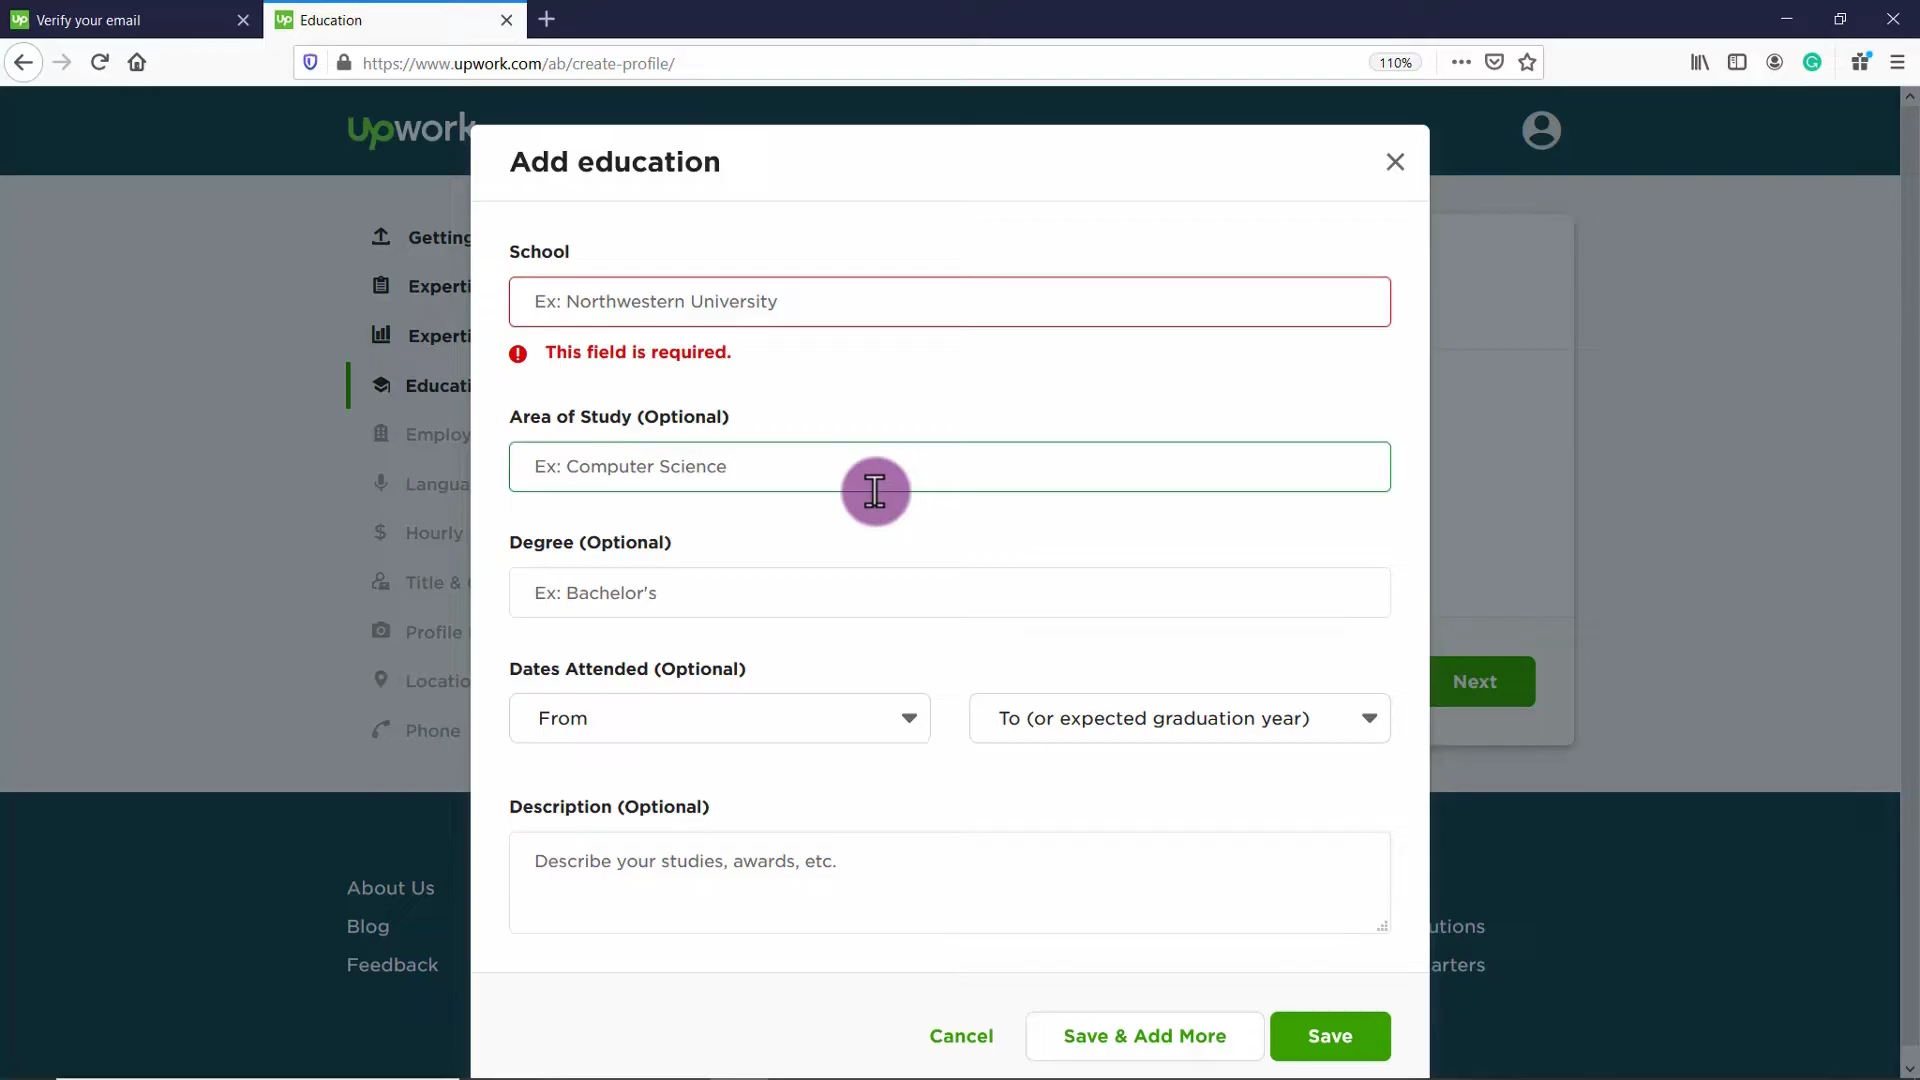 Verify your email
Education
https://www.upwork.com/ab/create-profile/
110%
upwork
Add education
Getting
School
Experti
Ex: Northwestern University
Experti
This field is required.
Educati
Area of Study (Optional)
Employ
Ex: Computer Science
Langua
Hourly
Degree (Optional)
Title &
Ex: Bachelor's
Profile
Dates Attended (Optional)
Locatio
Next
From
To (or expected graduation year)
Phone
Description (Optional)
Describe your studies, awards, etc.
About Us
Blog
utions
Feedback
arters
Cancel
Save & Add More
Save